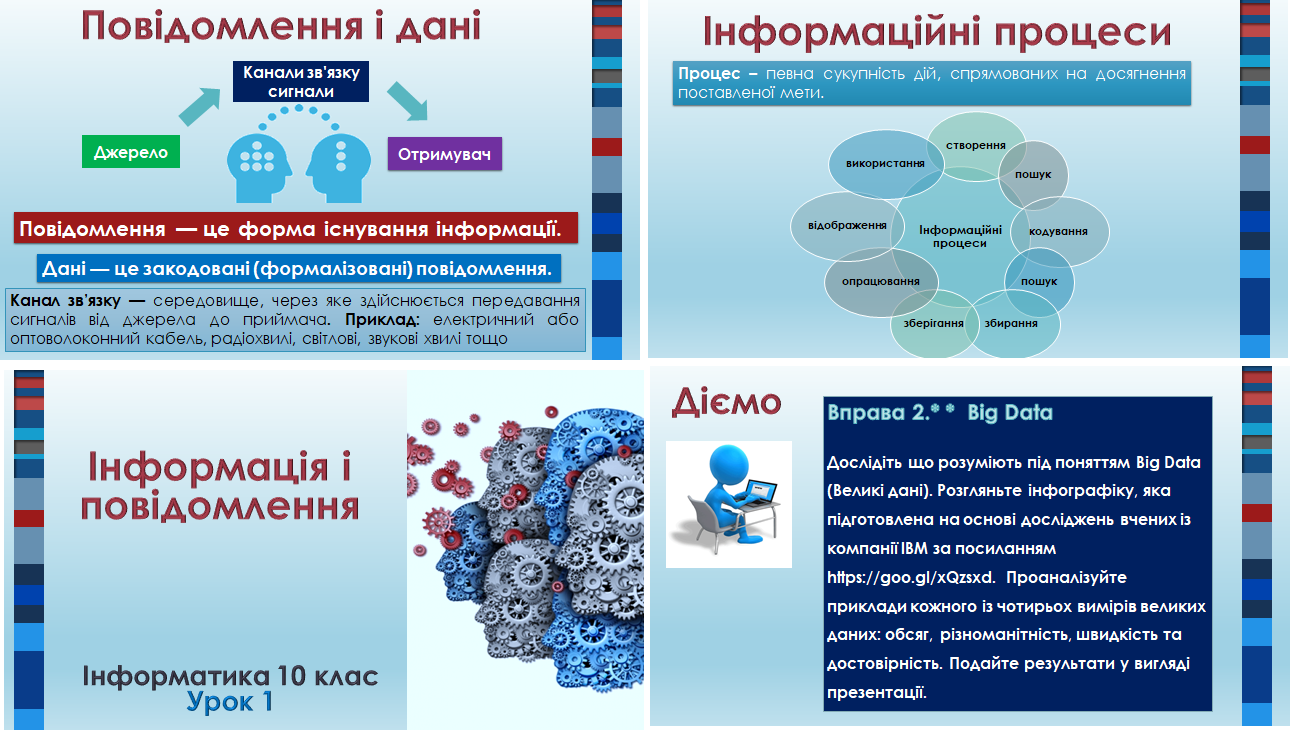 Повідомлення і дані
Канали зв'язку
сигнали
Джерело
Отримувач
Повідомлення — це форма існування інформації.
Дані — це закодовані (формалізовані) повідомлення.
Канал зв'язку — середовище, через яке здійснюється передавання
сигналів від джерела до приймача. Приклад: електричний або
оптоволоконний кабель, радіохвилі, світлові, звукові хвилі тощо
Інформаційні процеси
Процес – певна сукупність дій, спрямованих на досягнення
поставленої мети.
створення
пошук
кодування
пошук
збирання
зберігання
опрацювання
відображення
використання
Інформаційні
процеси
Інформація і
повідомлення
Інформатика 10 клас
Урок 1
Діємо
Вправа 2.** Big Data
Дослідіть що розуміють під поняттям Big Data
(Великі дані). Розгляньте інфографіку, яка
підготовлена на основі досліджень вчених із
компанії IBM за посиланням
https://goo.gl/xQzsxd. Проаналізуйте
приклади кожного із чотирьох вимірів великих
даних: обсяг, різноманітність, швидкість та
достовірність. Подайте результати у вигляді
презентації.